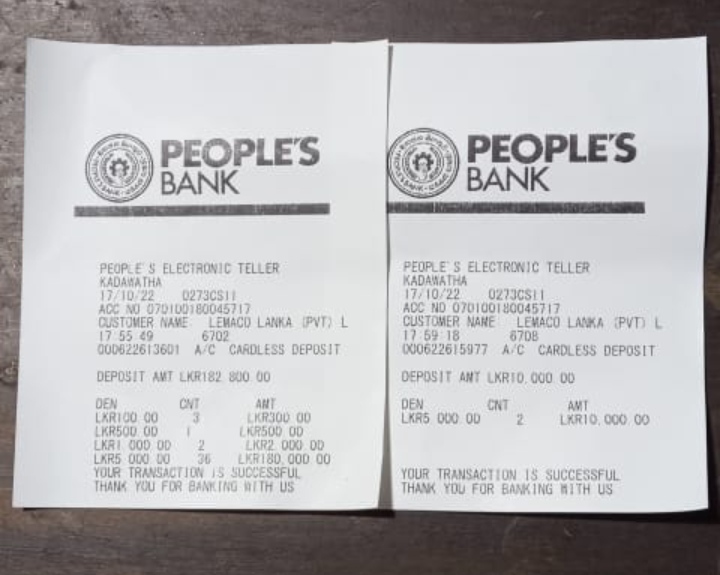 PEOPLE'S
BANK
PEOPLE'S ELECTRONIC TELLER
KADAWATHA
17/10/22 0273CS11
ACC NO 070100180045717
CUSTOMER NAME LEMACO LANKA (PVT) L
17 55 49 6702
000622613601 A/C CARDLESS DEPOSIT
DEPOSIT AMT LKR182 800 00
DEN CNT AMT
LKR100 00 3 LKR300 00
LKR500 00 1 LKR500 00
LKR1 000 00 2 LKR2 000 00
LKR5 000 00 36 LKR180 000 00
YOUR TRANSACTION IS SUCCESSFUL
THANK YOU FOR BANKING WITH US
PEOPLE'S
BANK
PEOPLE'S ELECTRONIC TELLER
KADAWATHA
17/10/22 0273CS11
ACC NO 070100180045717
CUSTOMER NAME LEMACO LANKA (PVT) L
17 59 18 6708
000622615977 A/C CARDLESS DEPOSIT
DEPOSIT AMT LKR10 000 00
DEN CNT AMT
LKR5 000 00 2 LKR10 000 00
YOUR TRANSACTION IS SUCCESSFUL
THANK YOU FOR BANKING WITH US